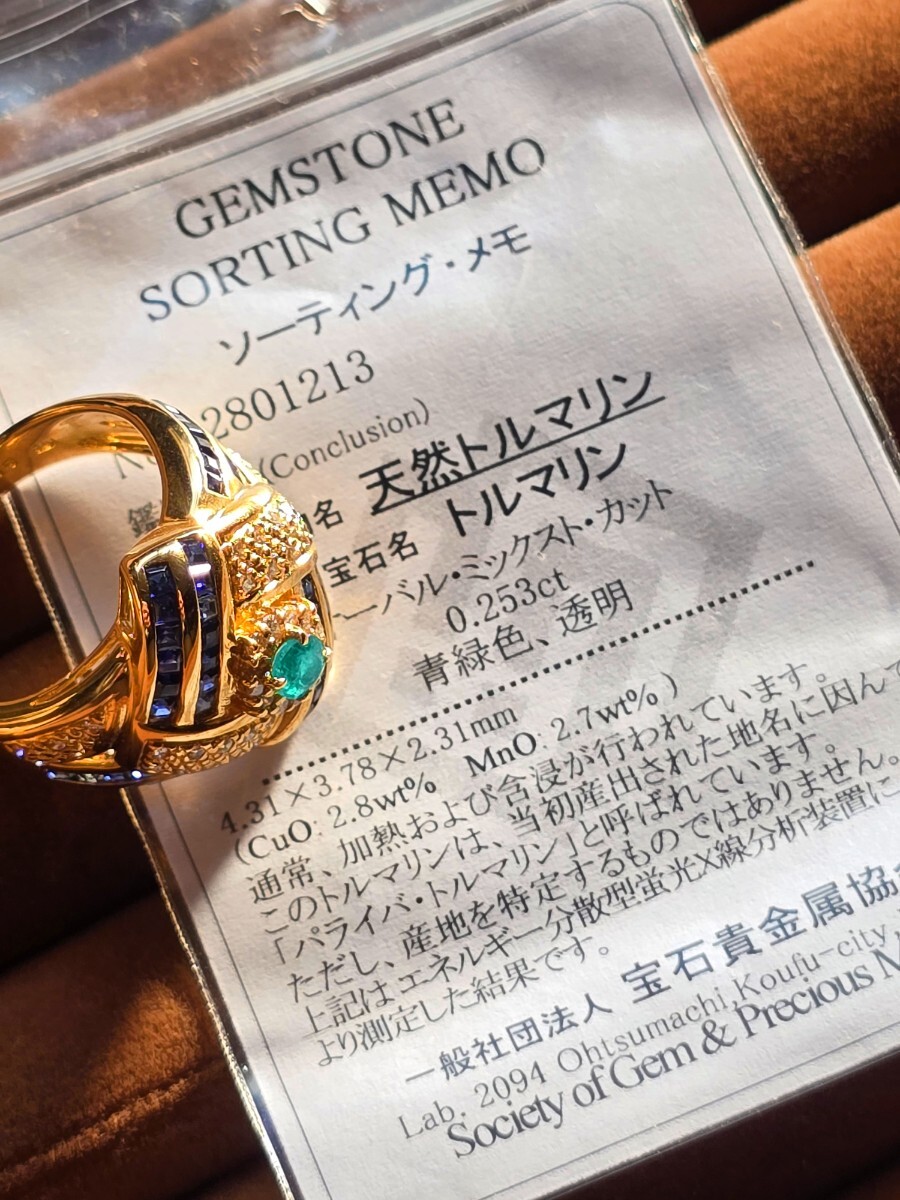 GEMSTONE
SORTING MEMO
ソーティング・メモ
2801213
(Conclusion)
鑑 名 天然トルマリン
宝石名 トルマリン
ーバル・ミックスト・カット
0.253ct
青緑色、透明
4.31×3.78×2.31mm
(CuO: 2.8wt% MnO: 2.7wt%)
通常、加熱および含浸が行われています。
このトルマリンは、当初産出された地名に因んで
「パライバ・トルマリン」と呼ばれています。
ただし、産地を特定するものではありません。
上記はエネルギー分散型蛍光X線分析装置に
より測定した結果です。
一般社団法人 宝石貴金属協
Lab. 2094 Ohtsumachi,Koufu-city
Society of Gem & Precious